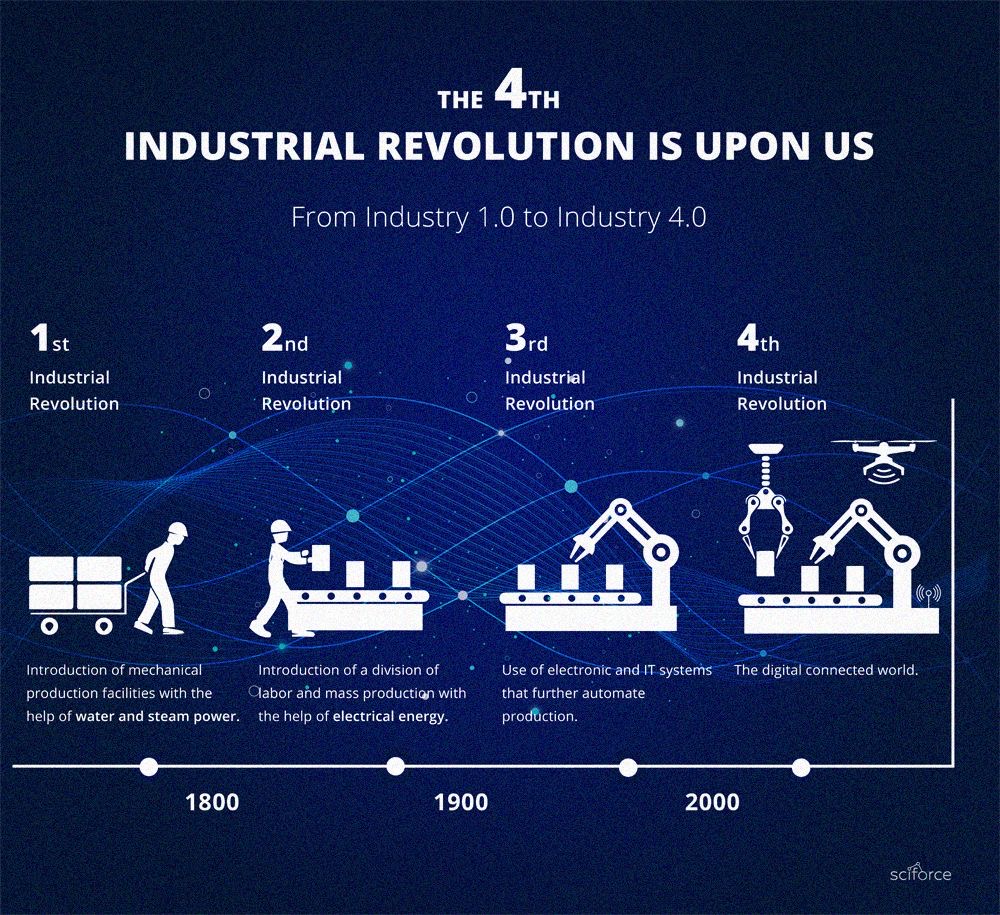 THE 4TH
INDUSTRIAL REVOLUTION IS UPON US
From Industry 1.0 to Industry 4.0
1st
Industrial
Revolution
2nd
Industrial
Revolution
3rd
Industrial
Revolution
4th
Industrial
Revolution
Introduction of mechanical
production facilities with the
help of water and steam power.
Introduction of a division of
labor and mass production with
the help of electrical energy.
Use of electronic and IT systems
that further automate
production.
The digital connected world.
1800
1900
2000
sciforce